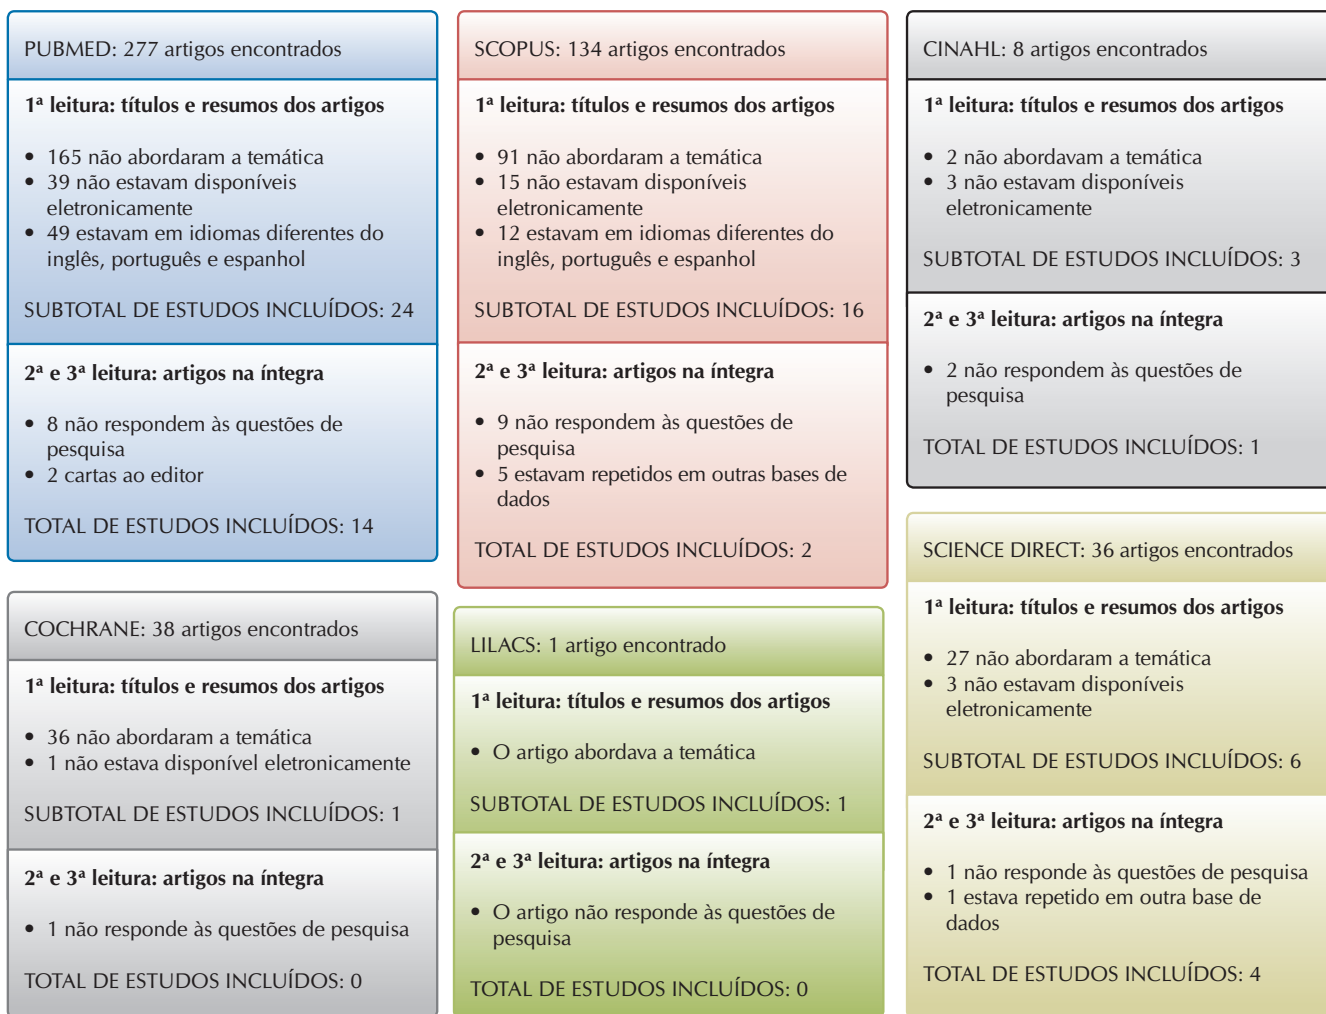 PUBMED: 277 artigos encontrados
1ª leitura: títulos e resumos dos artigos
• 165 não abordaram a temática
• 39 não estavam disponíveis
eletronicamente
• 49 estavam em idiomas diferentes do
inglês, português e espanhol
SUBTOTAL DE ESTUDOS INCLUÍDOS: 24
2ª e 3ª leitura: artigos na íntegra
• 8 não respondem às questões de
pesquisa
• 2 cartas ao editor
TOTAL DE ESTUDOS INCLUÍDOS: 14
SCOPUS: 134 artigos encontrados
1ª leitura: títulos e resumos dos artigos
• 91 não abordaram a temática
• 15 não estavam disponíveis
eletronicamente
• 12 estavam em idiomas diferentes do
inglês, português e espanhol
SUBTOTAL DE ESTUDOS INCLUÍDOS: 16
2ª e 3ª leitura: artigos na íntegra
• 9 não respondem às questões de
pesquisa
• 5 estavam repetidos em outras bases de
dados
TOTAL DE ESTUDOS INCLUÍDOS: 2
CINAHL: 8 artigos encontrados
1ª leitura: títulos e resumos dos artigos
• 2 não abordavam a temática
• 3 não estavam disponíveis
eletronicamente
SUBTOTAL DE ESTUDOS INCLUÍDOS: 3
2ª e 3ª leitura: artigos na íntegra
• 2 não respondem às questões de
pesquisa
TOTAL DE ESTUDOS INCLUÍDOS: 1
COCHRANE: 38 artigos encontrados
1ª leitura: títulos e resumos dos artigos
• 36 não abordaram a temática
• 1 não estava disponível eletronicamente
SUBTOTAL DE ESTUDOS INCLUÍDOS: 1
2ª e 3ª leitura: artigos na íntegra
• 1 não responde às questões de pesquisa
TOTAL DE ESTUDOS INCLUÍDOS: 0
LILACS: 1 artigo encontrado
1ª leitura: títulos e resumos dos artigos
• O artigo abordava a temática
SUBTOTAL DE ESTUDOS INCLUÍDOS: 1
2ª e 3ª leitura: artigos na íntegra
• O artigo não responde às questões de
pesquisa
TOTAL DE ESTUDOS INCLUÍDOS: 0
SCIENCE DIRECT: 36 artigos encontrados
1ª leitura: títulos e resumos dos artigos
• 27 não abordaram a temática
• 3 não estavam disponíveis
eletronicamente
SUBTOTAL DE ESTUDOS INCLUÍDOS: 6
2ª e 3ª leitura: artigos na íntegra
• 1 não responde às questões de pesquisa
• 1 estava repetido em outra base de
dados
TOTAL DE ESTUDOS INCLUÍDOS: 4